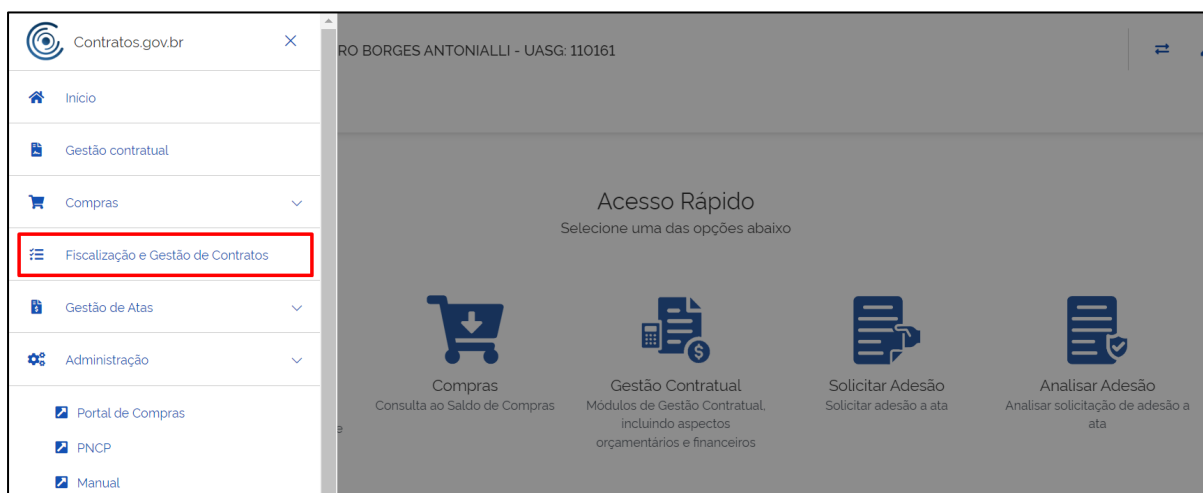 Contratos.gov.br
RO BORGES ANTONIALLI - UASG: 110161
Início
Gestão contratual
Compras
Fiscalização e Gestão de Contratos
Gestão de Atas
Administração
Portal de Compras
PNCP
Manual
Acesso Rápido
Selecione uma das opções abaixo
Compras
Consulta ao Saldo de Compras
Gestão Contratual
Módulos de Gestão Contratual,
incluindo aspectos
orçamentários e financeiros
Solicitar Adesão
Solicitar adesão a ata
Analisar Adesão
Analisar solicitação de adesão a
ata